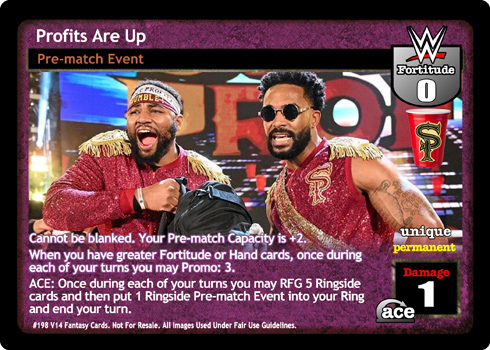 Profits Are Up
Pre-match Event
W
Fortitude
0
SP
RUMBLE
SP
unique
permanent
Cannot be blanked. Your Pre-match Capacity is +2.
When you have greater Fortitude or Hand cards, once during
each of your turns you may Promo: 3.
ACE: Once during each of your turns you may RFG 5 Ringside
cards and then put 1 Ringside Pre-match Event into your Ring
and end your turn.
Damage
1
ace
#198 V14 Fantasy Cards. Not For Resale. All Images Used Under Fair Use Guidelines.